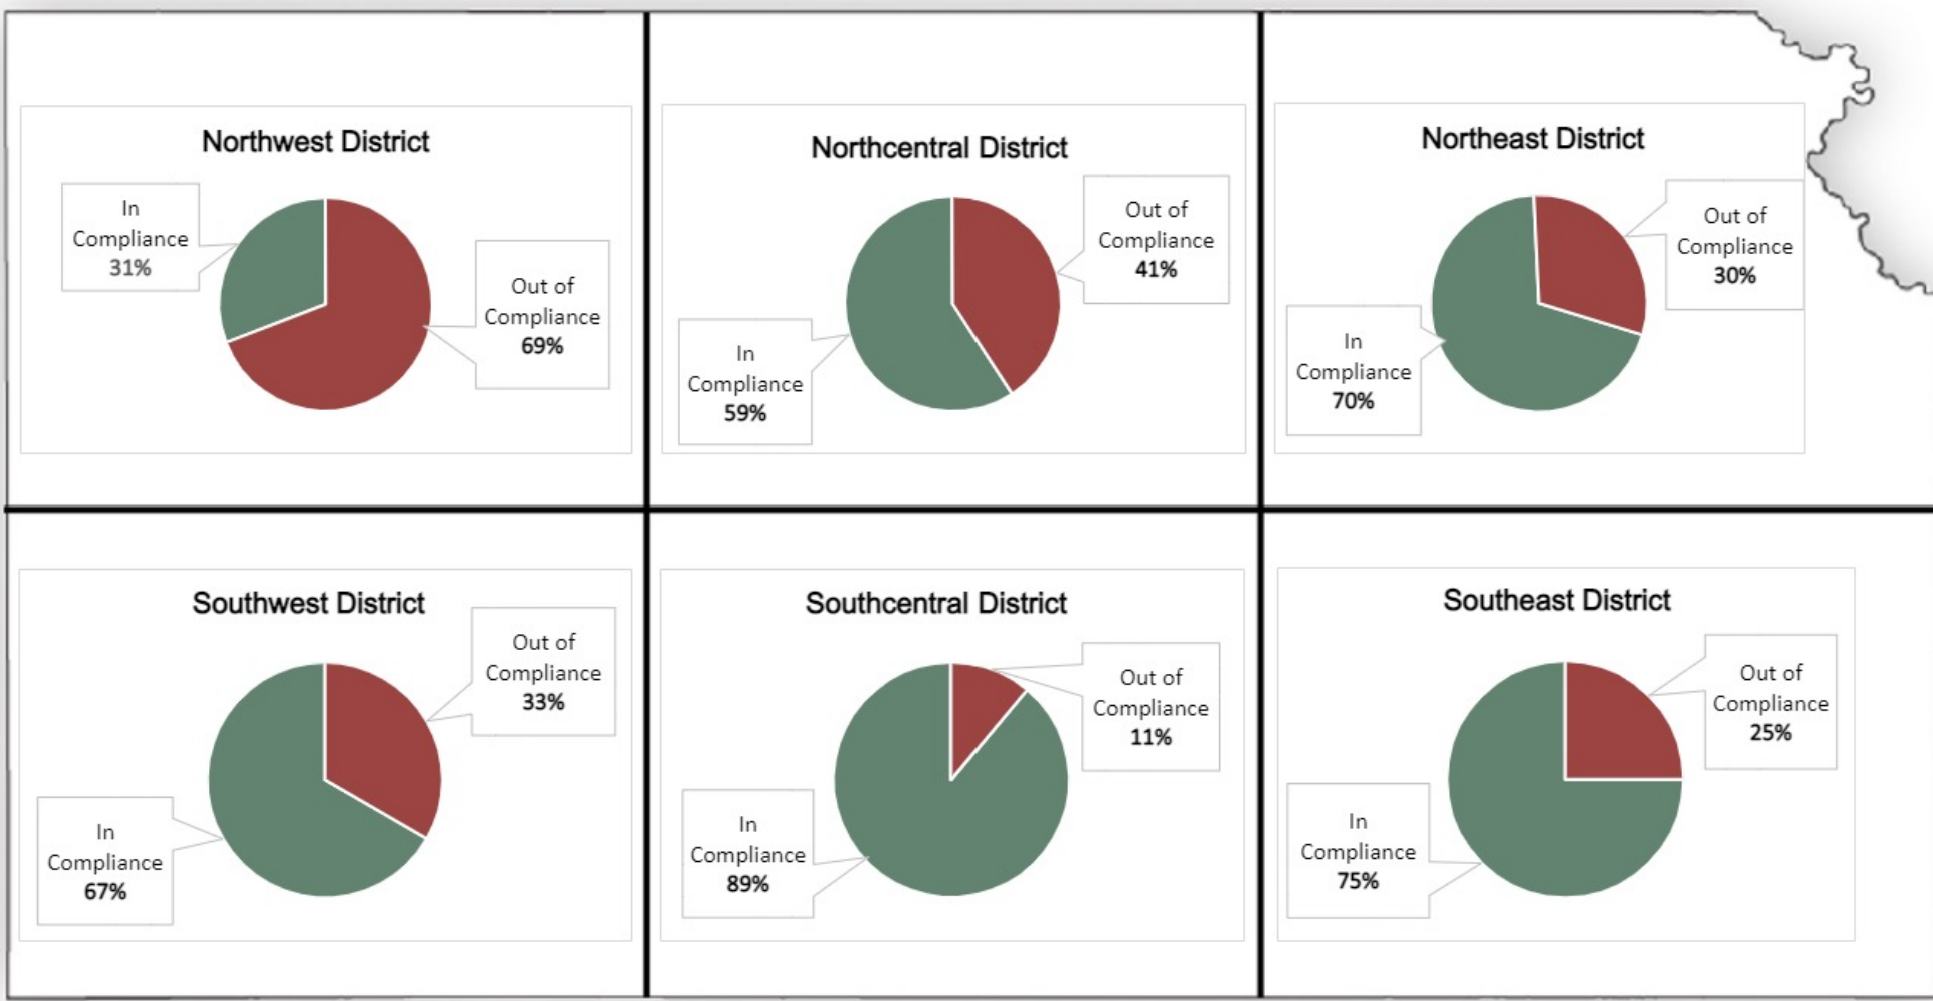 Northwest District
In
Compliance
31%
Out of
Compliance
69%
Northcentral District
Out of
Compliance
41%
In
Compliance
59%
Northeast District
Out of
Compliance
30%
In
Compliance
70%
Southwest District
Out of
Compliance
33%
In
Compliance
67%
Southcentral District
Out of
Compliance
11%
In
Compliance
89%
Southeast District
Out of
Compliance
25%
In
Compliance
75%